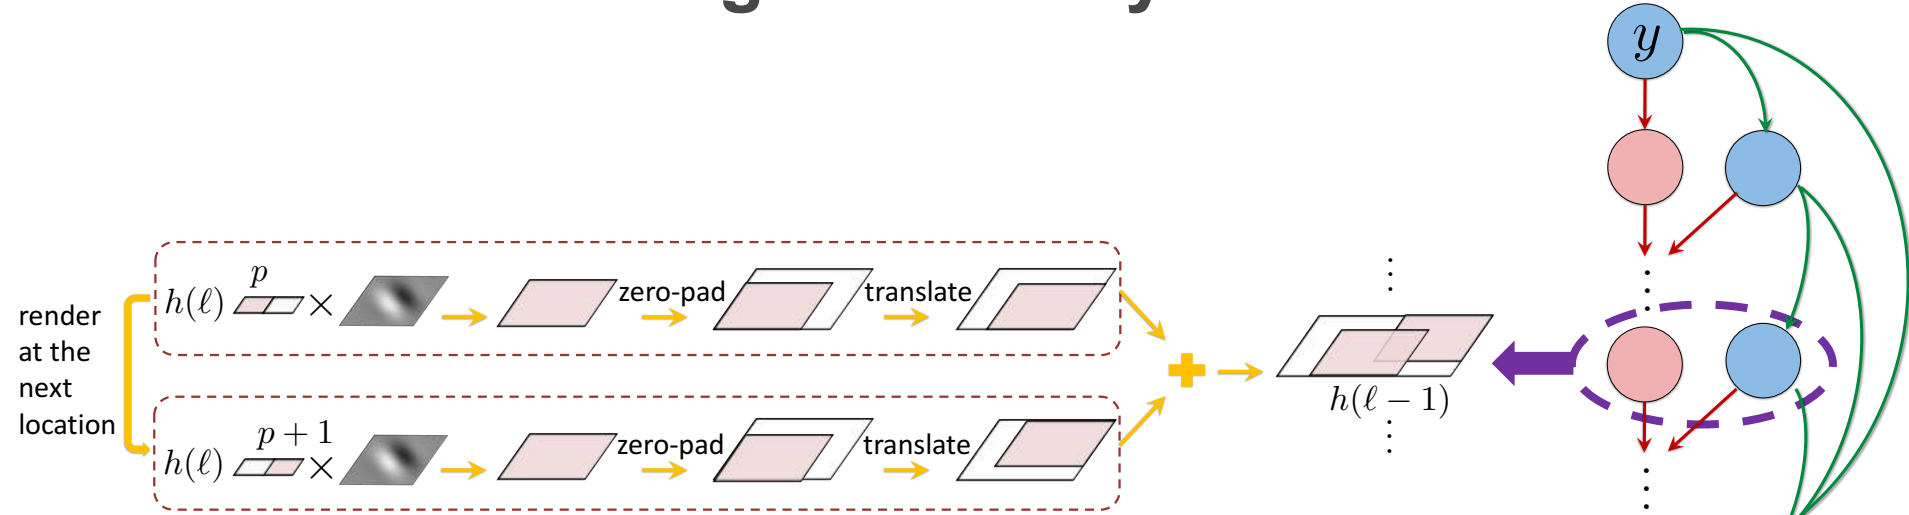 y
p
h(ℓ) × zero-pad translate
render
at the
next
location
⋮
h(ℓ − 1)
⋮
p + 1
h(ℓ) × zero-pad translate